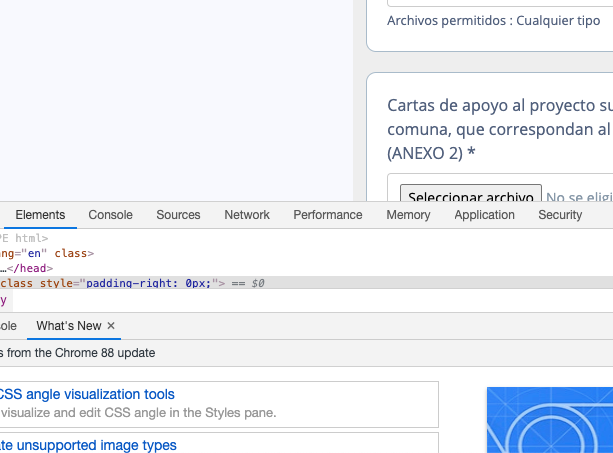 Archivos permitidos : Cualquier tipo
Cartas de apoyo al proyecto su
comuna, que correspondan al
(ANEXO 2) *
Seleccionar archivo No se eligi
Elements Console Sources Network Performance Memory Application Security
PE html>
ang="en" class>
…</head>
class style="padding-right: 0px;"> == $0
y
sole What's New ×
s from the Chrome 88 update
CSS angle visualization tools
visualize and edit CSS angle in the Styles pane.
ate unsupported image types